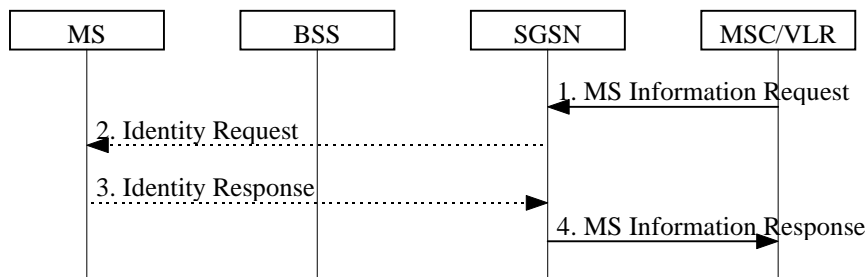 MS BSS SGSN MSC/VLR
1. MS Information Request
2. Identity Request
3. Identity Response
4. MS Information Response